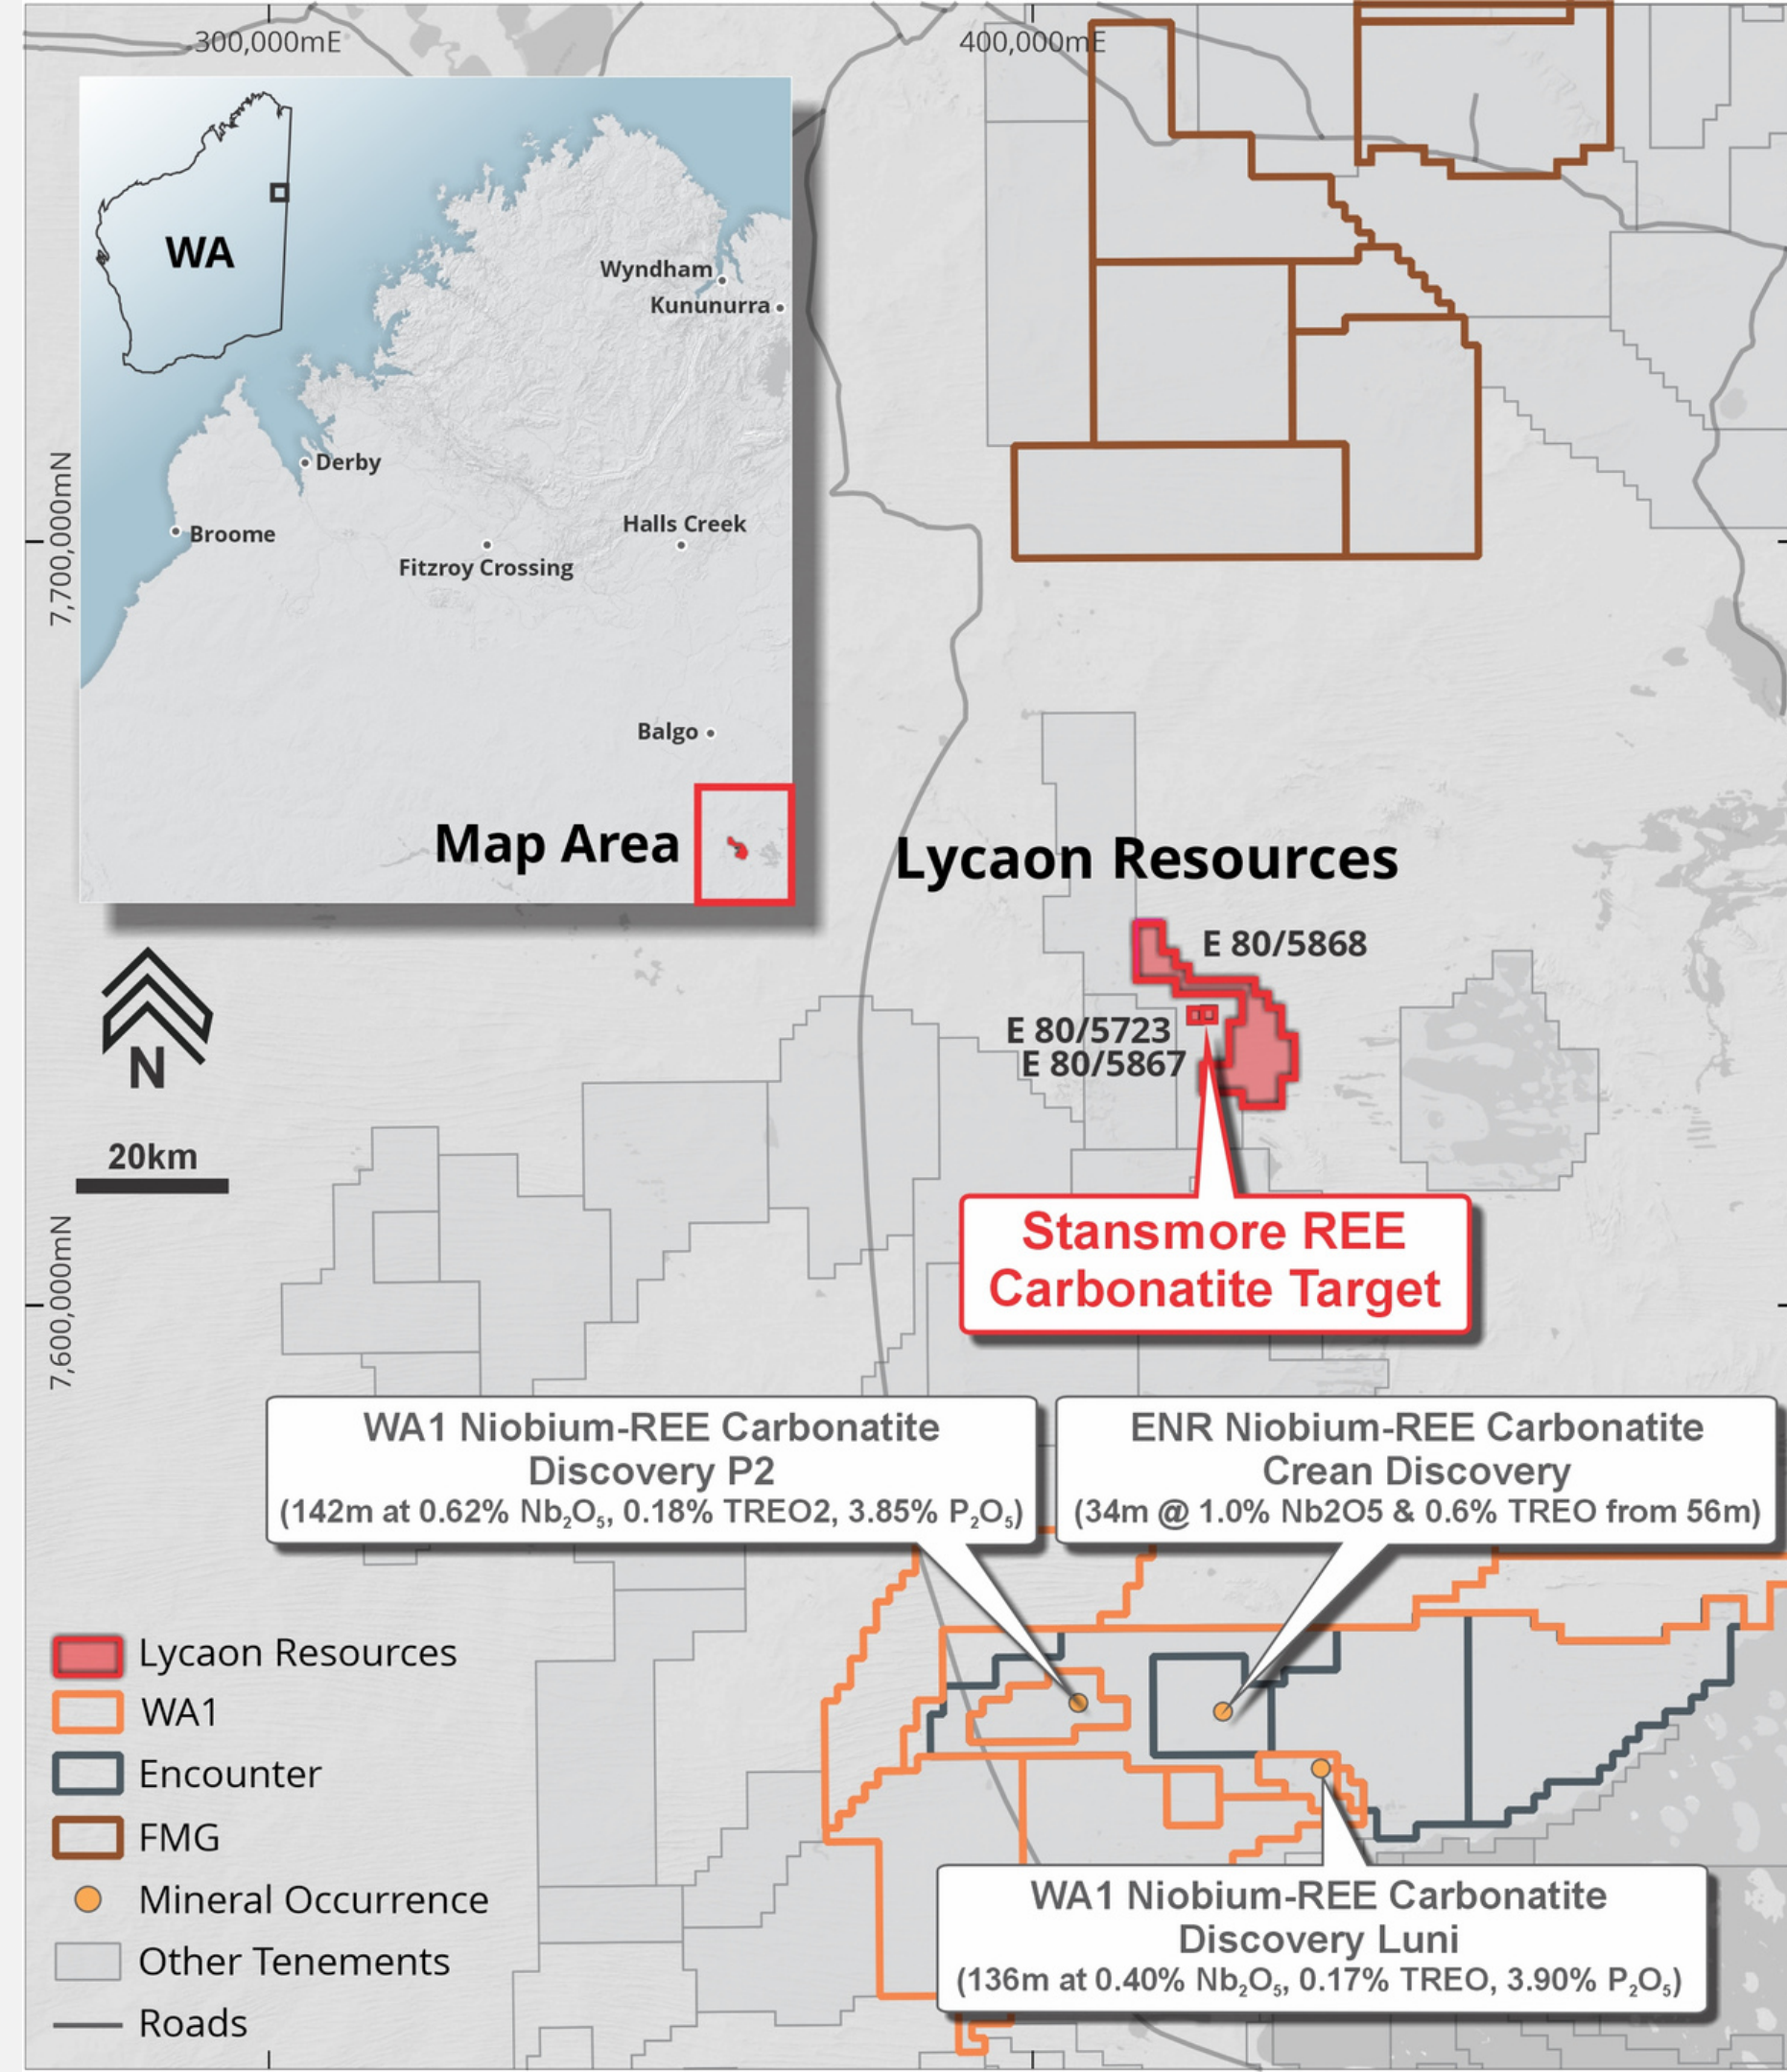 300,000mE
400,000mE
WA
Wyndham
Kununurra
Derby
Broome
Halls Creek
Fitzroy Crossing
Balgo
Map Area
7,700,000mN
Lycaon Resources
E 80/5868
E 80/5723
E 80/5867
N
20km
7,600,000mN
Stansmore REE
Carbonatite Target
WA1 Niobium-REE Carbonatite
Discovery P2
(142m at 0.62% Nb₂O₅, 0.18% TREO2, 3.85% P₂O₅)
ENR Niobium-REE Carbonatite
Crean Discovery
(34m @ 1.0% Nb2O5 & 0.6% TREO from 56m)
Lycaon Resources
WA1
Encounter
FMG
Mineral Occurrence
Other Tenements
Roads
WA1 Niobium-REE Carbonatite
Discovery Luni
(136m at 0.40% Nb₂O₅, 0.17% TREO, 3.90% P₂O₅)